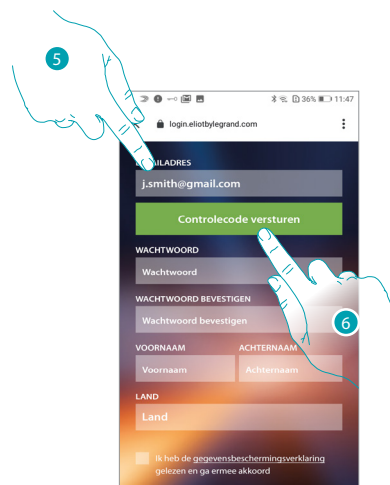 5
36% 11:47
login.eliotbylegrand.com
MAILADRES
j.smith@gmail.com
Controlecode versturen
WACHTWOORD
Wachtwoord
WACHTWOORD BEVESTIGEN
Wachtwoord bevestigen
6
VOORNAAM ACHTERNAAM
Voornaam Achternaam
LAND
Land
Ik heb de gegevensbeschermingsverklaring
gelezen en ga ermee akkoord